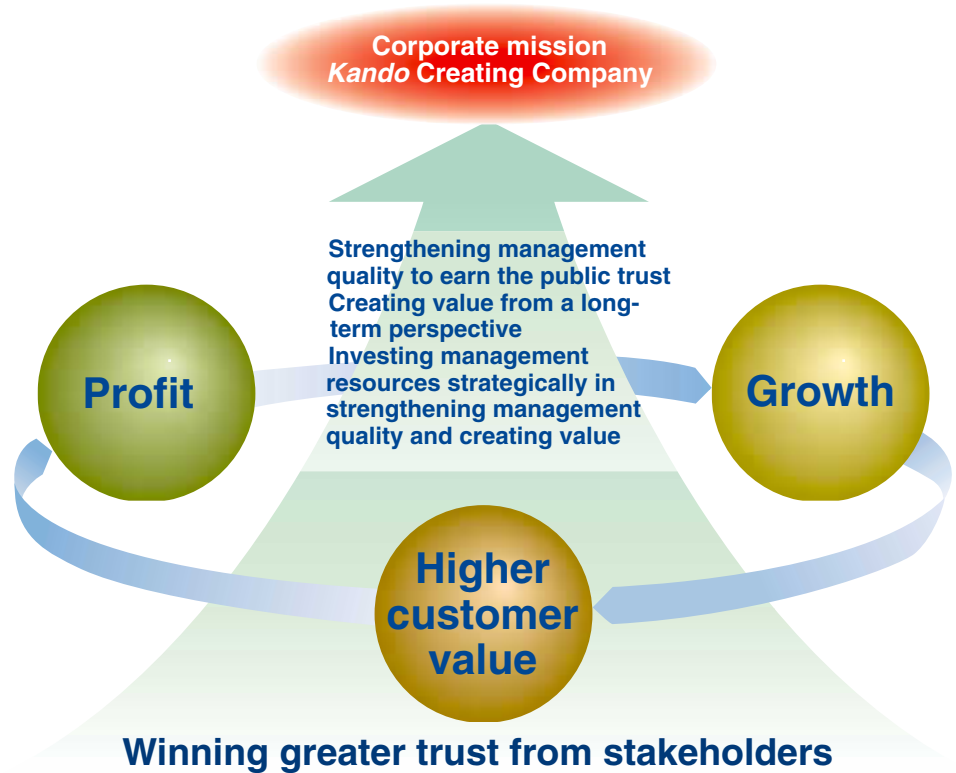 Corporate mission
Kando Creating Company
Strengthening management
quality to earn the public trust
Creating value from a long-
term perspective
Investing management
resources strategically in
strengthening management
quality and creating value
Profit
Growth
Higher
customer
value
Winning greater trust from stakeholders